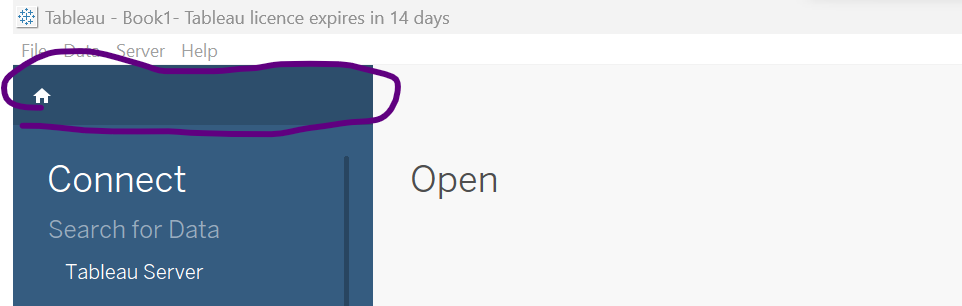 Tableau - Book1- Tableau licence expires in 14 days
File Data Server Help
Connect
Open
Search for Data
Tableau Server